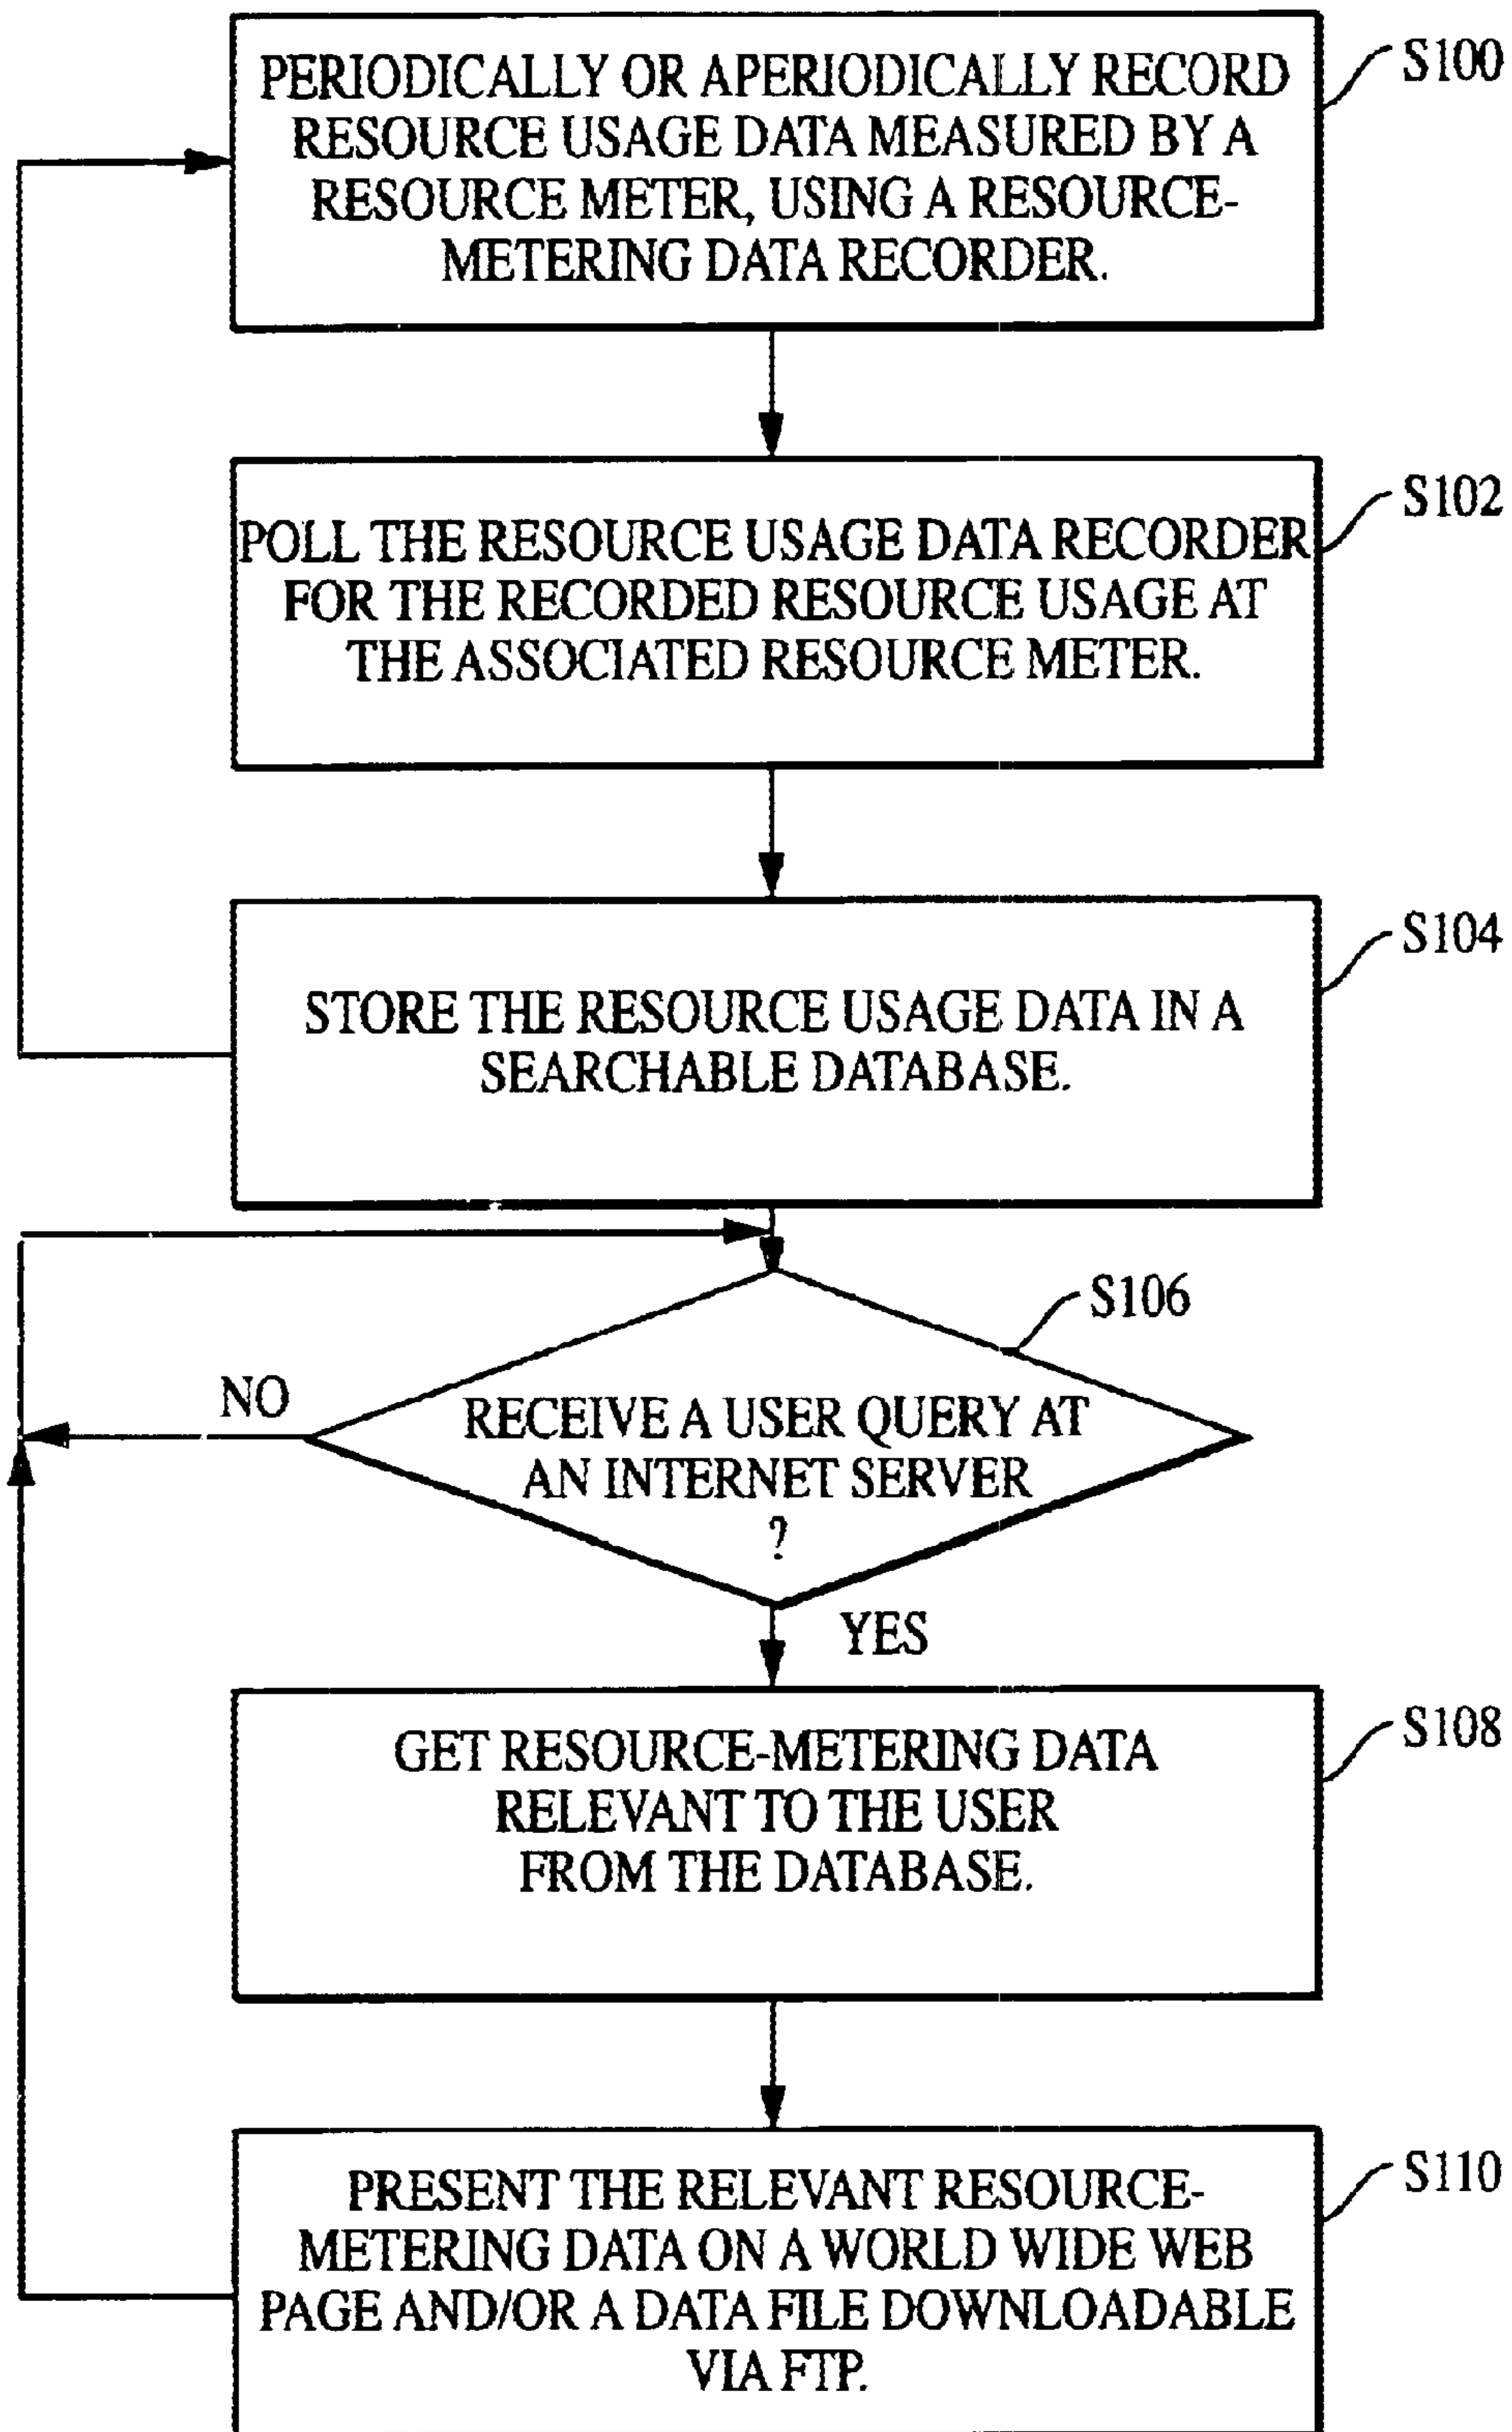 PERIODICALLY OR APERIODICALLY RECORD
RESOURCE USAGE DATA MEASURED BY A
RESOURCE METER, USING A RESOURCE-
METERING DATA RECORDER.
S100
POLL THE RESOURCE USAGE DATA RECORDER
FOR THE RECORDED RESOURCE USAGE AT
THE ASSOCIATED RESOURCE METER.
S102
STORE THE RESOURCE USAGE DATA IN A
SEARCHABLE DATABASE.
S104
S106
NO
RECEIVE A USER QUERY AT
AN INTERNET SERVER
?
YES
GET RESOURCE-METERING DATA
RELEVANT TO THE USER
FROM THE DATABASE.
S108
PRESENT THE RELEVANT RESOURCE-
METERING DATA ON A WORLD WIDE WEB
PAGE AND/OR A DATA FILE DOWNLOADABLE
VIA FTP.
S110